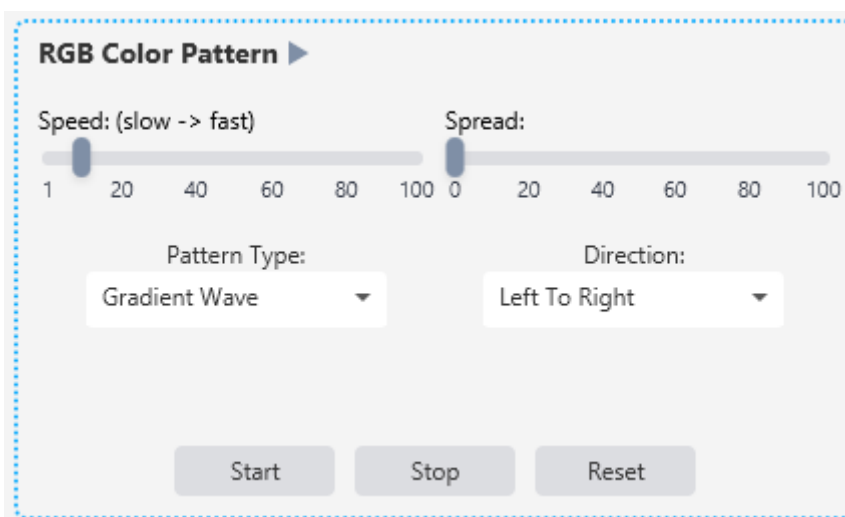 RGB Color Pattern
Speed: (slow -> fast) Spread:
1 20 40 60 80 100 0 20 40 60 80 100
Pattern Type: Direction:
Gradient Wave Left To Right
Start Stop Reset